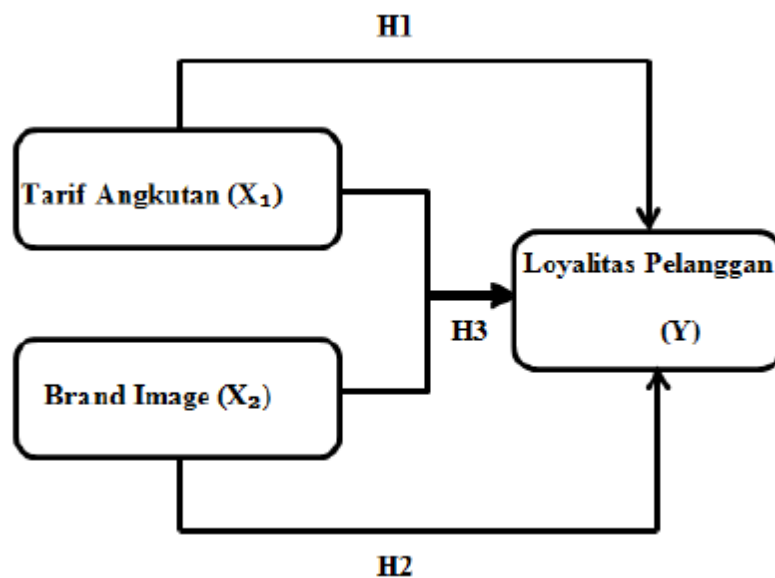 H1
Tarif Angkutan (X₁)
Loyalitas Pelanggan
(Y)
H3
Brand Image (X₂)
H2